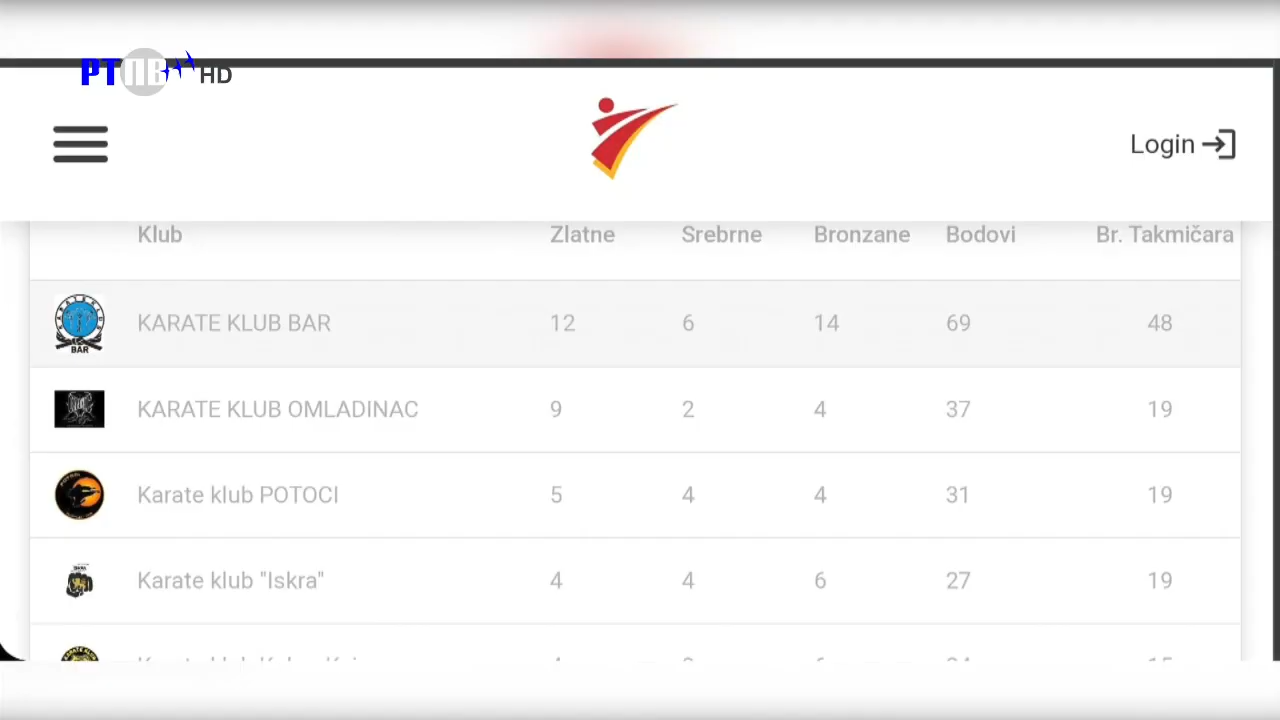 РТПВ HD
Login
Klub Zlatne Srebrne Bronzane Bodovi Br. Takmičara
KARATE KLUB BAR 12 6 14 69 48
BAR
KARATE KLUB OMLADINAC 9 2 4 37 19
Karate klub POTOCI 5 4 4 31 19
Karate klub "Iskra" 4 4 6 27 19